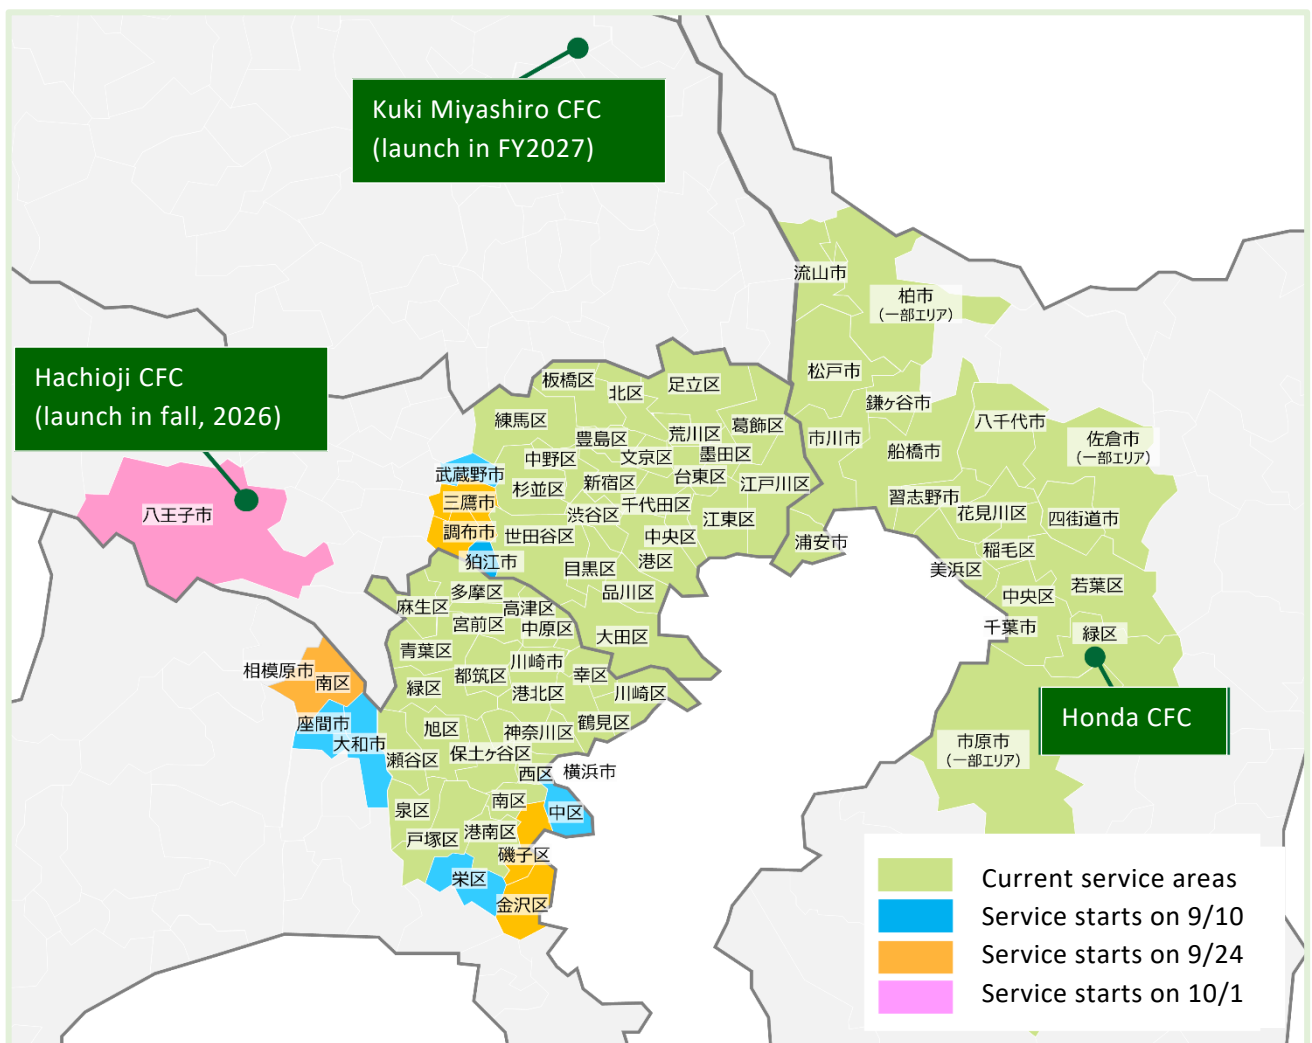 Kuki Miyashiro CFC
(launch in FY2027)
流山市
柏市
(一部エリア)
Hachioji CFC
(launch in fall, 2026)
松戸市
板橋区
北区
足立区
鎌ヶ谷市
練馬区
葛飾区
八千代市
豊島区
荒川区
市川市
佐倉市
(一部エリア)
船橋市
中野区
文京区
墨田区
武蔵野市
台東区
杉並区
新宿区
江戸川区
三鷹市
千代田区
習志野市
八王子市
渋谷区
江東区
花見川区
四街道市
調布市
世田谷区
中央区
浦安市
稲毛区
狛江市
目黒区
港区
美浜区
若葉区
多摩区
品川区
中央区
麻生区
高津区
宮前区
中原区
大田区
千葉市
緑区
青葉区
川崎市
相模原市
南区
都筑区
幸区
緑区
港北区
川崎区
Honda CFC
座間市
旭区
神奈川区
鶴見区
大和市
瀬谷区
保土ヶ谷区
市原市
(一部エリア)
西区
横浜市
泉区
南区
中区
戸塚区
港南区
磯子区
栄区
金沢区
Current service areas
Service starts on 9/10
Service starts on 9/24
Service starts on 10/1